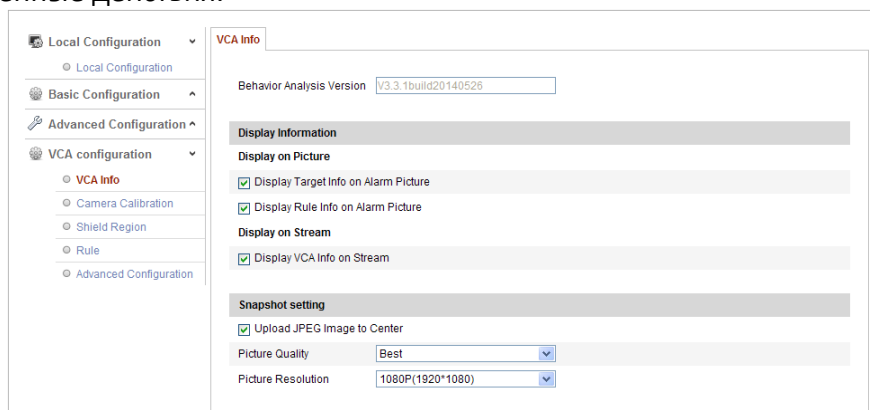 Local Configuration
Local Configuration
Basic Configuration
Advanced Configuration
VCA configuration
VCA Info
Camera Calibration
Shield Region
Rule
Advanced Configuration
VCA Info
Behavior Analysis Version V3.3.1build20140526
Display Information
Display on Picture
Display Target Info on Alarm Picture
Display Rule Info on Alarm Picture
Display on Stream
Display VCA Info on Stream
Snapshot setting
Upload JPEG Image to Center
Picture Quality Best
Picture Resolution 1080P(1920*1080)